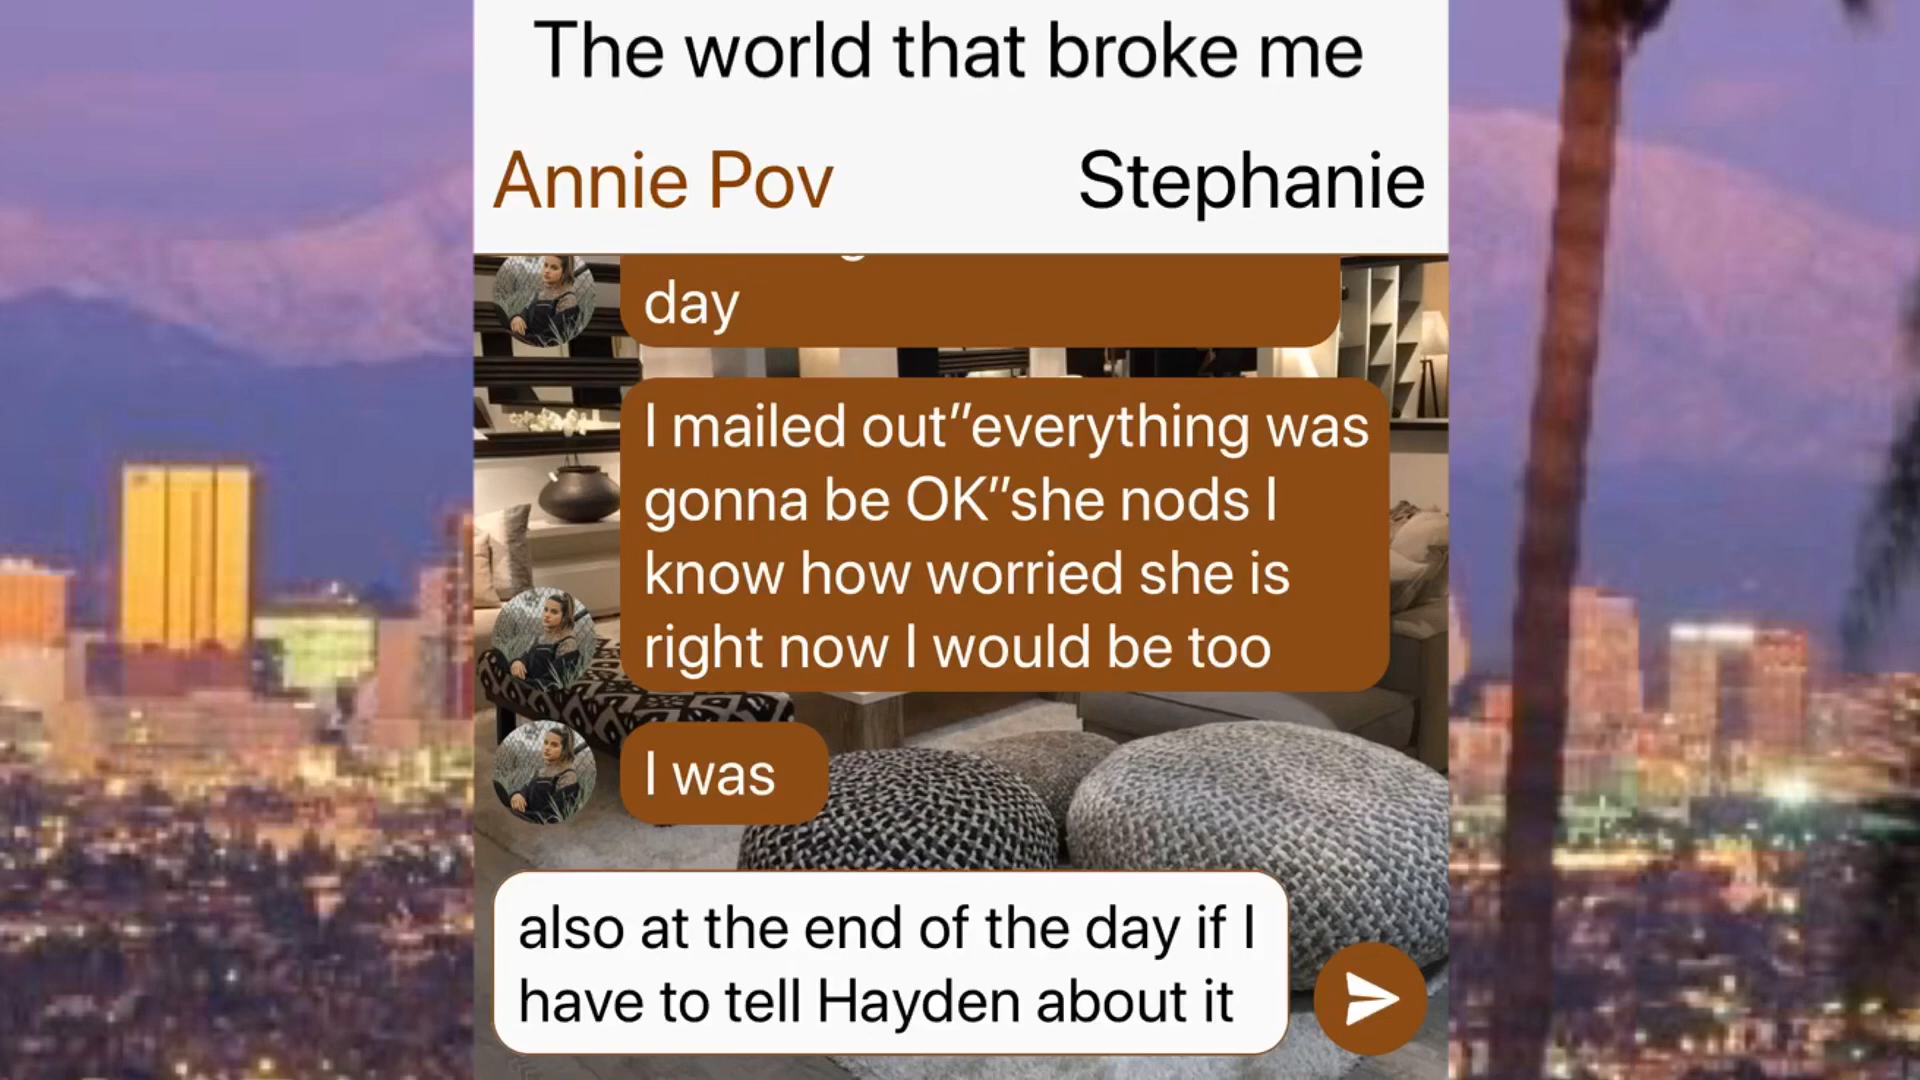 The world that broke me
Annie Pov
Stephanie
day
I mailed out"everything was
gonna be OK"she nods I
know how worried she is
right now I would be too
I was
also at the end of the day if I
have to tell Hayden about it